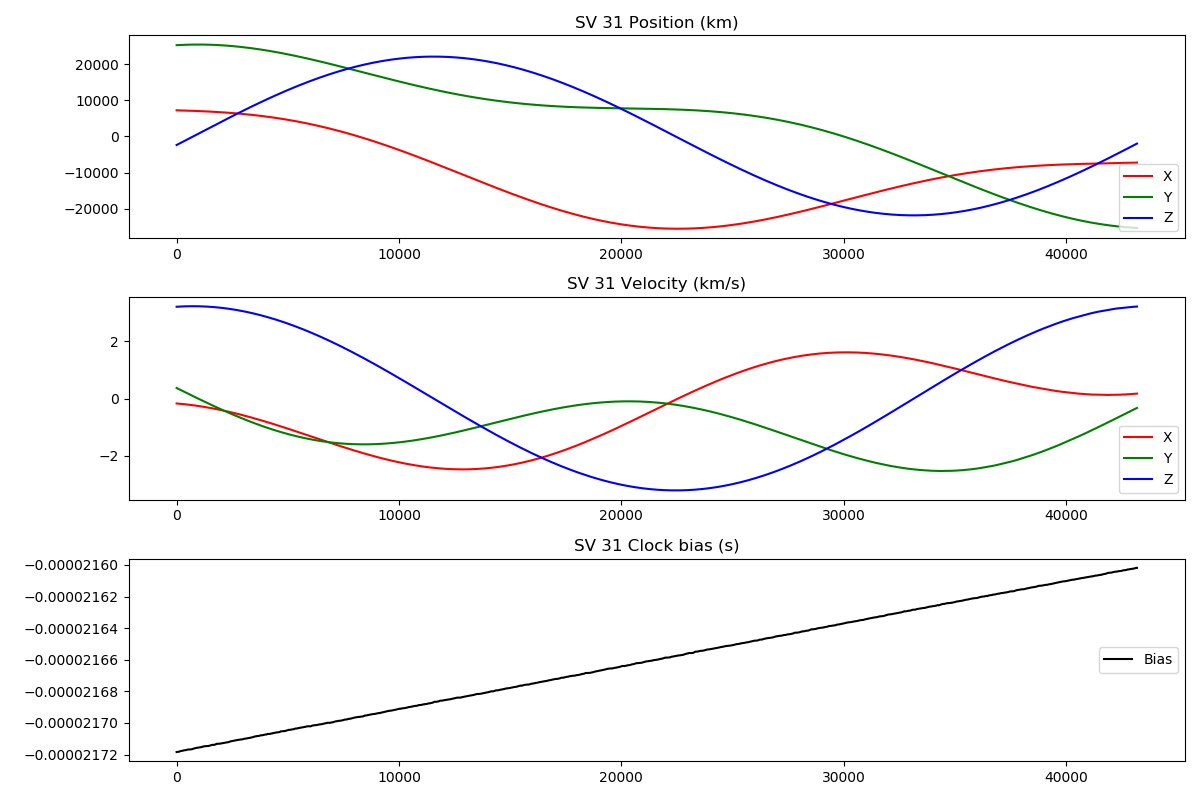 SV 31 Position (km)
20000
10000
0
−10000
−20000
X
Y
Z
0 10000 20000 30000 40000
SV 31 Velocity (km/s)
2
0
−2
X
Y
Z
0 10000 20000 30000 40000
SV 31 Clock bias (s)
−0.00002160
−0.00002162
−0.00002164
−0.00002166
−0.00002168
−0.00002170
−0.00002172
Bias
0 10000 20000 30000 40000